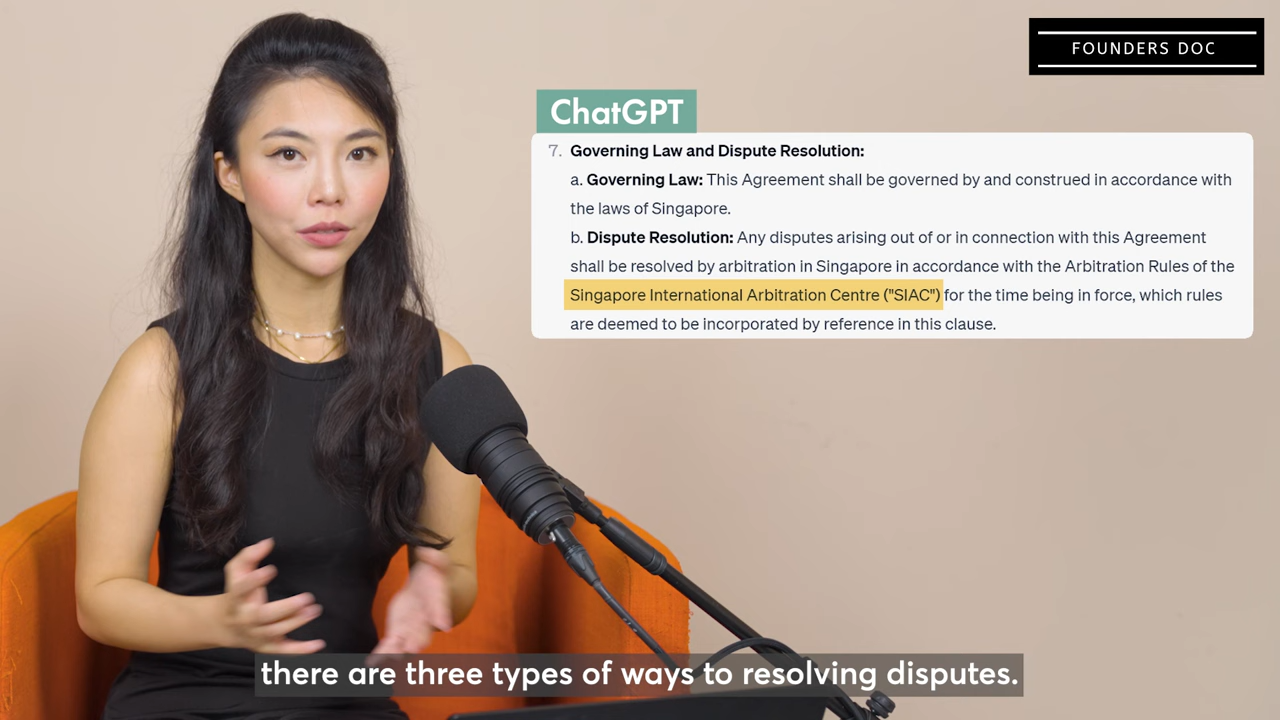 FOUNDERS DOC
ChatGPT
7. Governing Law and Dispute Resolution:
a. Governing Law: This Agreement shall be governed by and construed in accordance with
the laws of Singapore.
b. Dispute Resolution: Any disputes arising out of or in connection with this Agreement
shall be resolved by arbitration in Singapore in accordance with the Arbitration Rules of the
Singapore International Arbitration Centre ("SIAC") for the time being in force, which rules
are deemed to be incorporated by reference in this clause.
there are three types of ways to resolving disputes.